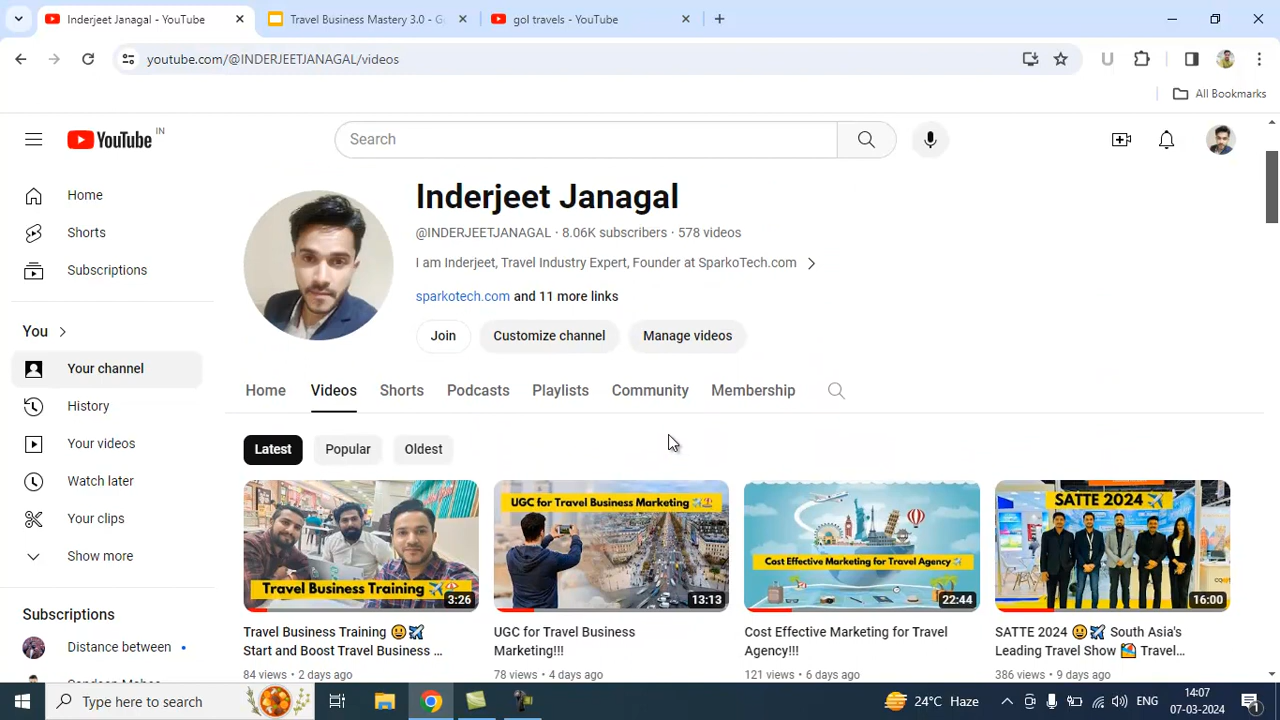 Inderjeet Janagal - YouTube
Travel Business Mastery 3.0 - G
gol travels - YouTube
youtube.com/@INDERJEETJANAGAL/videos
U
All Bookmarks
YouTube IN
Search
Home
Shorts
Subscriptions
You
Your channel
History
Your videos
Watch later
Your clips
Show more
Subscriptions
Distance between
Inderjeet Janagal
@INDERJEETJANAGAL · 8.06K subscribers · 578 videos
I am Inderjeet, Travel Industry Expert, Founder at SparkoTech.com
sparkotech.com and 11 more links
Join Customize channel Manage videos
Home Videos Shorts Podcasts Playlists Community Membership
Latest Popular Oldest
Travel Business Training
3:26
UGC for Travel Business Marketing
13:13
Cost Effective Marketing for Travel Agency
22:44
SATTE 2024
16:00
Travel Business Training 😃✈️
Start and Boost Travel Business ...
84 views · 2 days ago
UGC for Travel Business
Marketing!!!
78 views · 4 days ago
Cost Effective Marketing for Travel
Agency!!!
121 views · 6 days ago
SATTE 2024 😃✈️ South Asia's
Leading Travel Show 🏖️ Travel...
386 views · 9 days ago
Type here to search
24°C Haze
ENG
14:07
07-03-2024
1